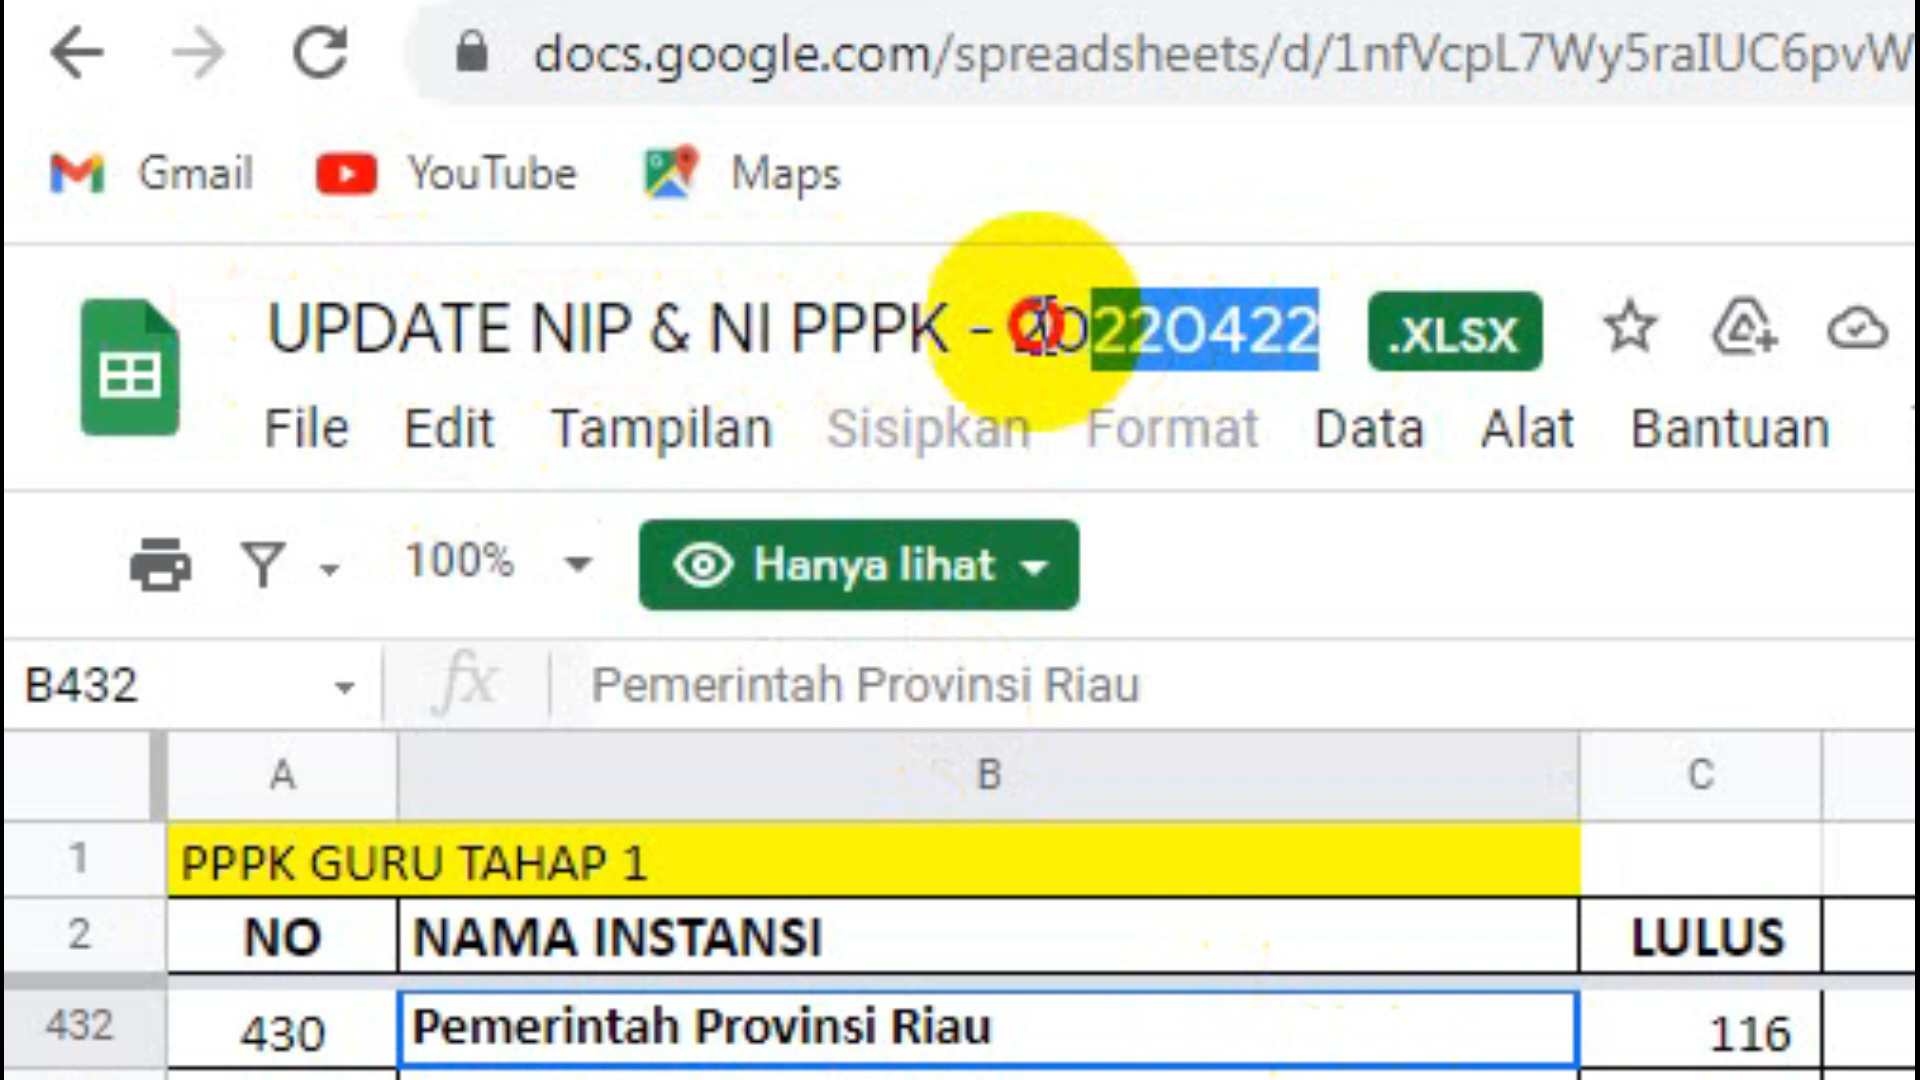 docs.google.com/spreadsheets/d/1nfVcpL7Wy5raIUC6pvW
Gmail YouTube Maps
UPDATE NIP & NI PPPK - 20220422 .XLSX
File Edit Tampilan Sisipkan Format Data Alat Bantuan
100% Hanya lihat
B432 fx Pemerintah Provinsi Riau
A B C
1 PPPK GURU TAHAP 1
2 NO NAMA INSTANSI LULUS
432 430 Pemerintah Provinsi Riau 116